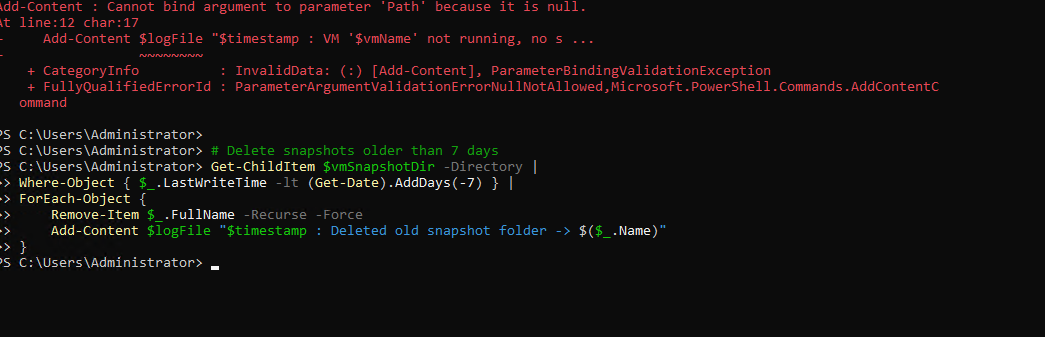 Add-Content : Cannot bind argument to parameter 'Path' because it is null.
At line:12 char:17
-     Add-Content $logFile "$timestamp : VM '$vmName' not running, no s ...
-                 ~~~~~~~~
    + CategoryInfo          : InvalidData: (:) [Add-Content], ParameterBindingValidationException
    + FullyQualifiedErrorId : ParameterArgumentValidationErrorNullNotAllowed,Microsoft.PowerShell.Commands.AddContentC
   ommand
PS C:\Users\Administrator>
PS C:\Users\Administrator> # Delete snapshots older than 7 days
PS C:\Users\Administrator> Get-ChildItem $vmSnapshotDir -Directory |
>> Where-Object { $_.LastWriteTime -lt (Get-Date).AddDays(-7) } |
>> ForEach-Object {
>>     Remove-Item $_.FullName -Recurse -Force
>>     Add-Content $logFile "$timestamp : Deleted old snapshot folder -> $($_.Name)"
>> }
PS C:\Users\Administrator>